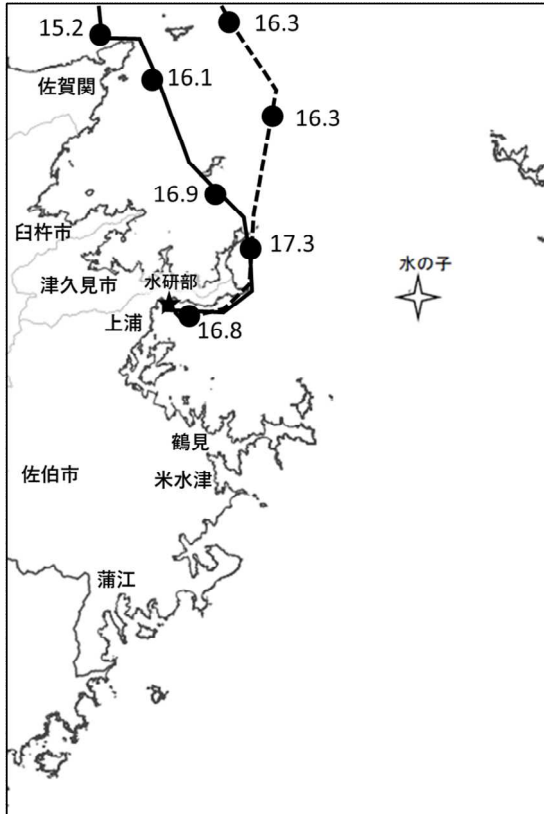 16.3
15.2
佐賀関
16.1
16.3
16.9
臼杵市
17.3
水の子
津久見市
水研部
上浦
16.8
鶴見
佐伯市
米水津
蒲江